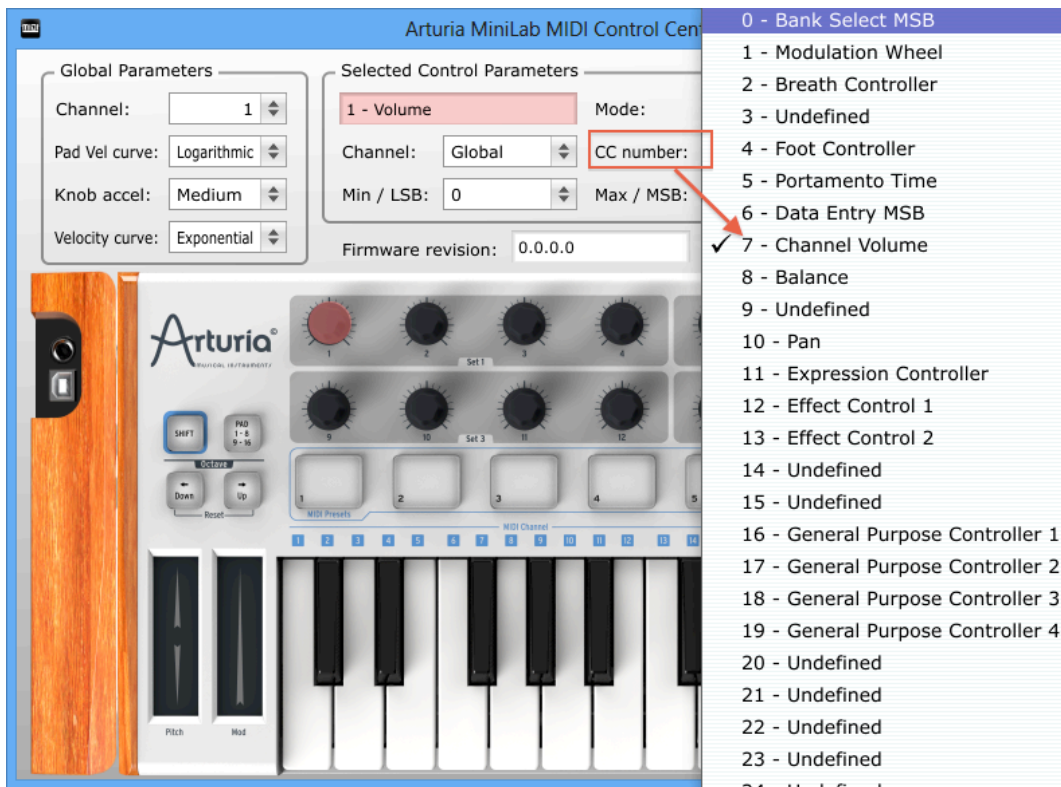 Arturia MiniLab MIDI Control Cen
Global Parameters
Channel: 1
Pad Vel curve: Logarithmic
Knob accel: Medium
Velocity curve: Exponential
Selected Control Parameters
1 - Volume Mode:
Channel: Global CC number:
Min / LSB: 0 Max / MSB:
Firmware revision: 0.0.0.0
0 - Bank Select MSB
1 - Modulation Wheel
2 - Breath Controller
3 - Undefined
4 - Foot Controller
5 - Portamento Time
6 - Data Entry MSB
✓ 7 - Channel Volume
8 - Balance
9 - Undefined
10 - Pan
11 - Expression Controller
12 - Effect Control 1
13 - Effect Control 2
14 - Undefined
15 - Undefined
16 - General Purpose Controller 1
17 - General Purpose Controller 2
18 - General Purpose Controller 3
19 - General Purpose Controller 4
20 - Undefined
21 - Undefined
22 - Undefined
23 - Undefined
Arturia®
MUSICAL INSTRUMENTS
1 2 3 4
Set 1
9 10 11 12
Set 3
SHIFT
PAD
1 - 8
9 - 16
Octave
Down Up
Reset
1 2 3 4 5
MIDI Presets
MIDI Channel
1 2 3 4 5 6 7 8 9 10 11 12 13 14
Pitch Mod